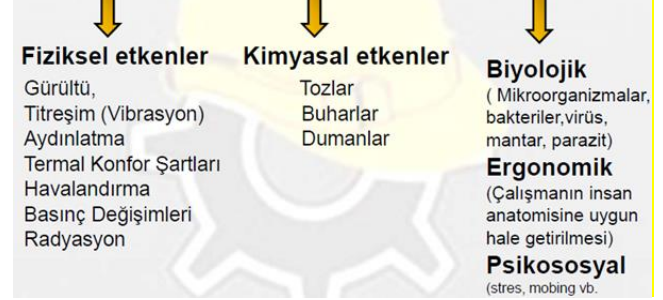 Fiziksel etkenler
Gürültü,
Titreşim (Vibrasyon)
Aydınlatma
Termal Konfor Şartları
Havalandırma
Basınç Değişimleri
Radyasyon
Kimyasal etkenler
Tozlar
Buharlar
Dumanlar
Biyolojik
( Mikroorganizmalar,
bakteriler,virüs,
mantar, parazit)
Ergonomik
(Çalışmanın insan
anatomisine uygun
hale getirilmesi)
Psikososyal
(stres, mobing vb.